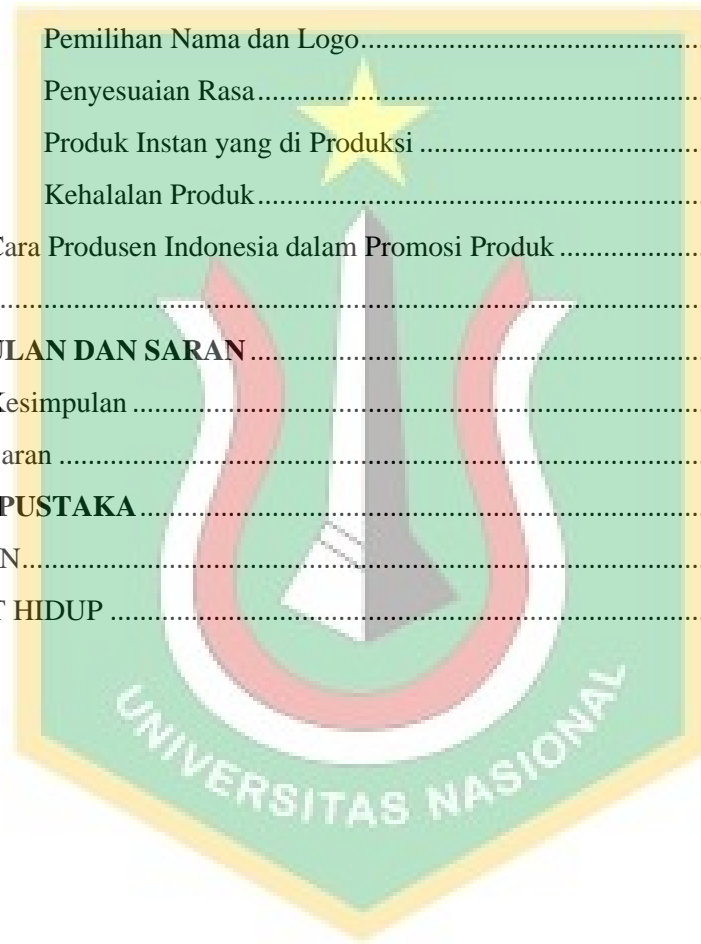 Pemilihan Nama dan Logo
Penyesuaian Rasa
Produk Instan yang di Produksi
Kehalalan Produk
Cara Produsen Indonesia dalam Promosi Produk
ULAN DAN SARAN
Kesimpulan
aran
PUSTAKA
N
T HIDUP
UNIVERSITAS NASIONAL